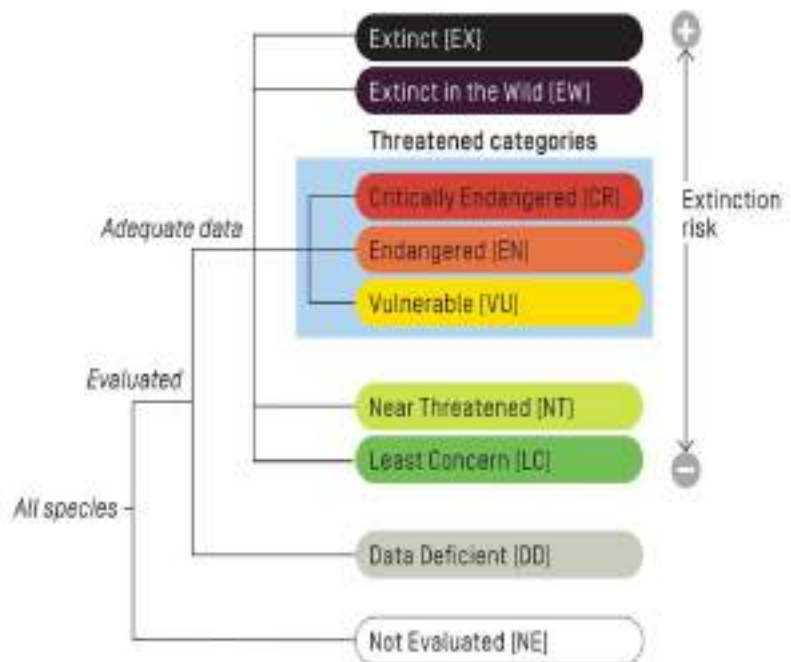 Extinct (EX)
+
Extinct in the Wild (EW)
Threatened categories
Critically Endangered (CR)
Extinction
risk
Adequate data
Endangered (EN)
Vulnerable (VU)
Evaluated
Near Threatened (NT)
Least Concern (LC)
−
All species
Data Deficient (DD)
Not Evaluated (NE)